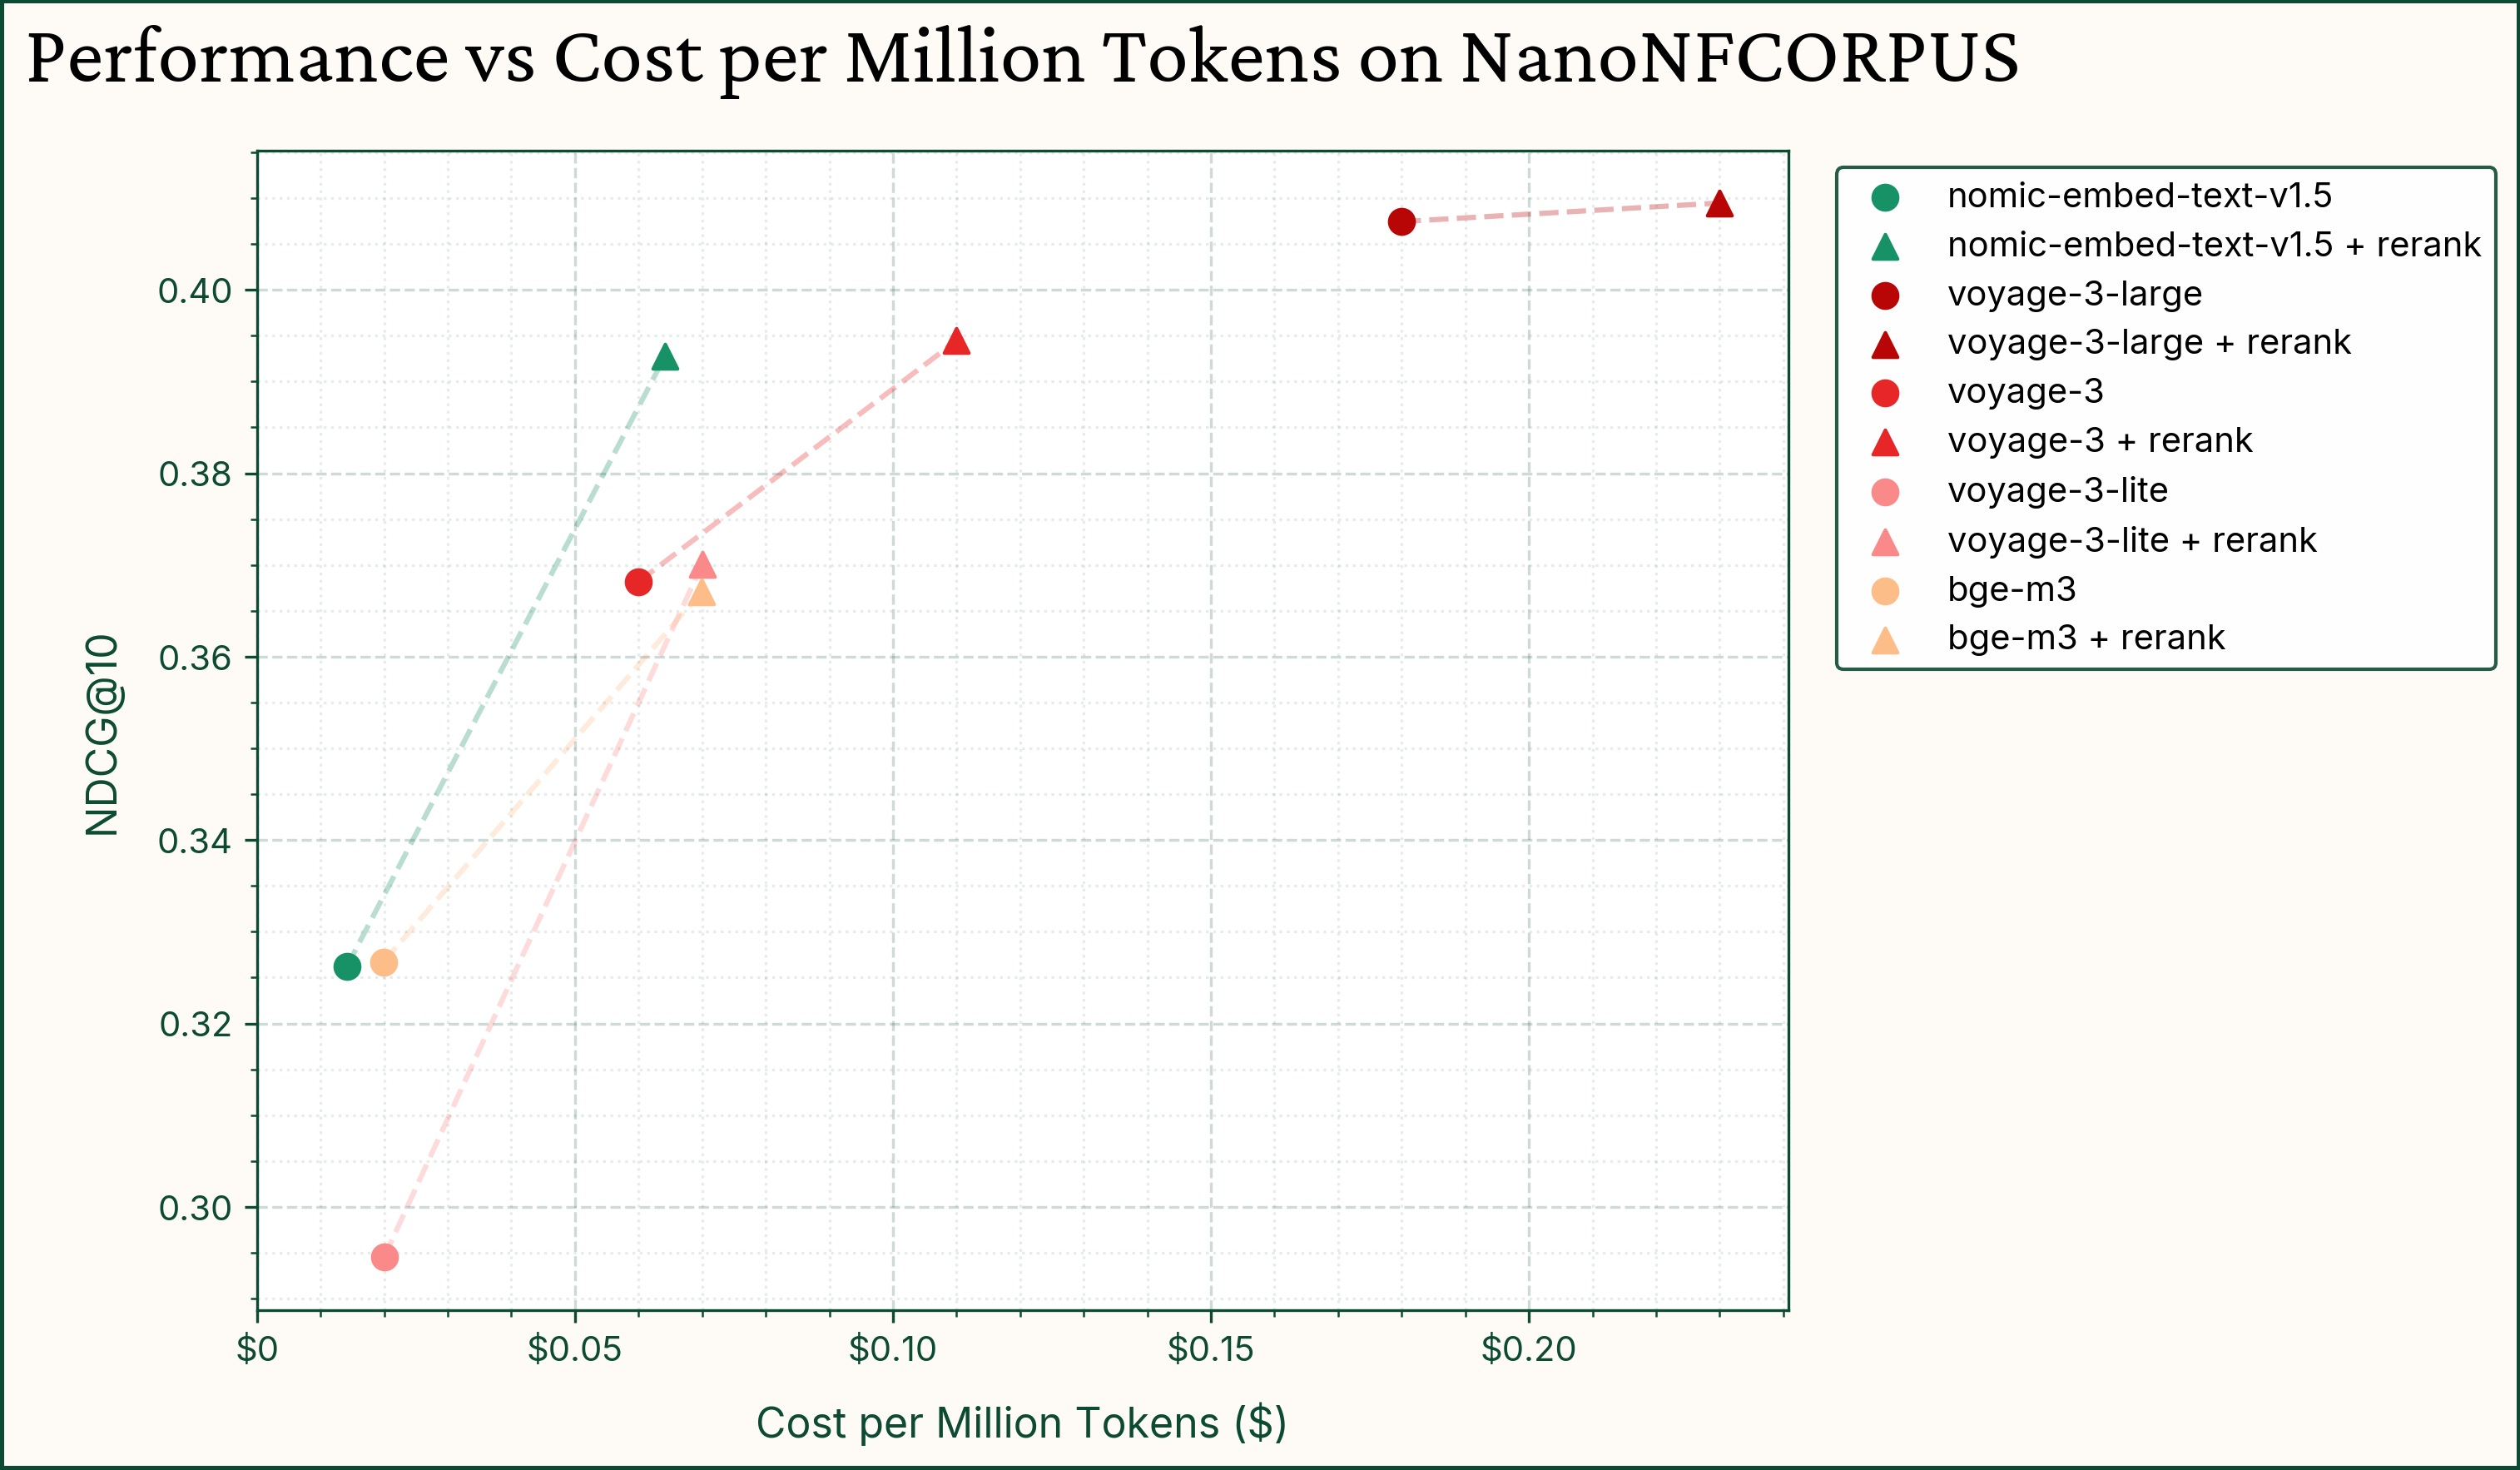 Performance vs Cost per Million Tokens on NanoNFCORPUS
nomic-embed-text-v1.5
nomic-embed-text-v1.5 + rerank
voyage-3-large
voyage-3-large + rerank
voyage-3
voyage-3 + rerank
voyage-3-lite
voyage-3-lite + rerank
bge-m3
bge-m3 + rerank
NDCG@10
0.40
0.38
0.36
0.34
0.32
0.30
$0
$0.05
$0.10
$0.15
$0.20
Cost per Million Tokens ($)